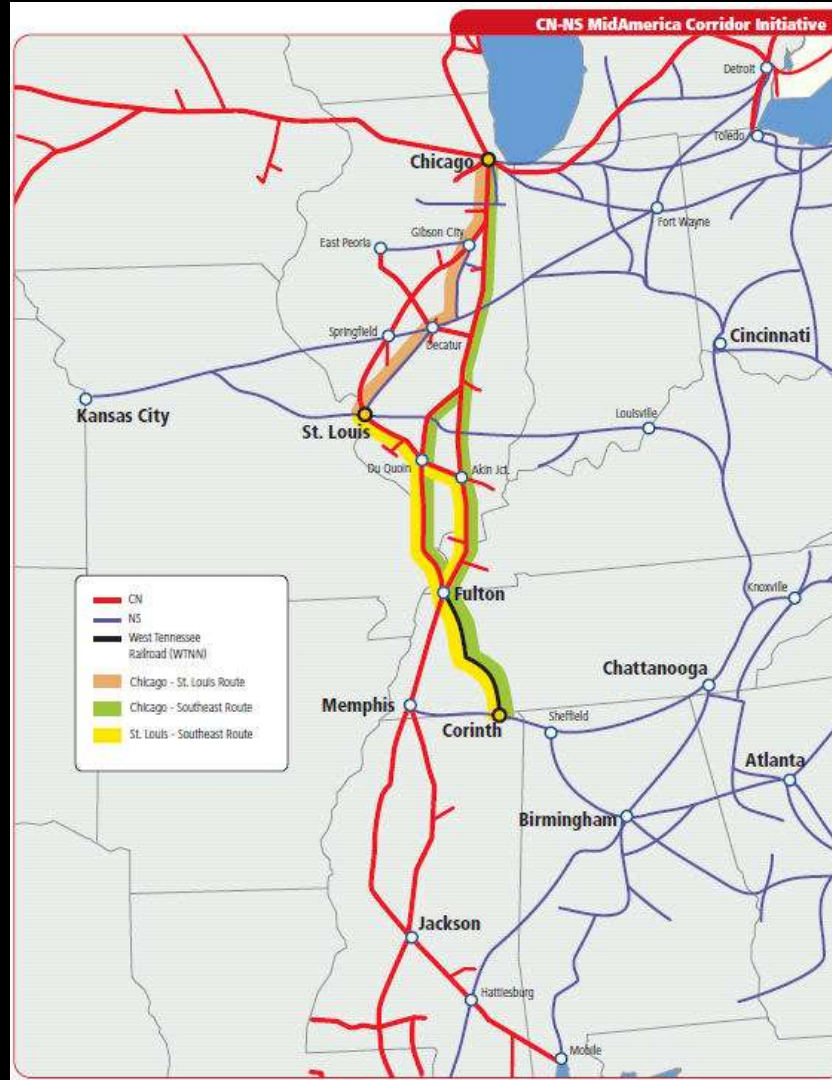 CN-NS MidAmerica Corridor Initiative
Detroit
Toledo
Chicago
Fort Wayne
Gibson City
East Peoria
Springfield
Decatur
Cincinnati
Kansas City
Louisville
St. Louis
Du Quoin
Akin Jct.
CN
NS
West Tennessee
Railroad (WTNN)
Chicago - St. Louis Route
Chicago - Southeast Route
St. Louis - Southeast Route
Fulton
Knoxville
Chattanooga
Memphis
Corinth
Sheffield
Atlanta
Birmingham
Jackson
Hattiesburg
Mobile